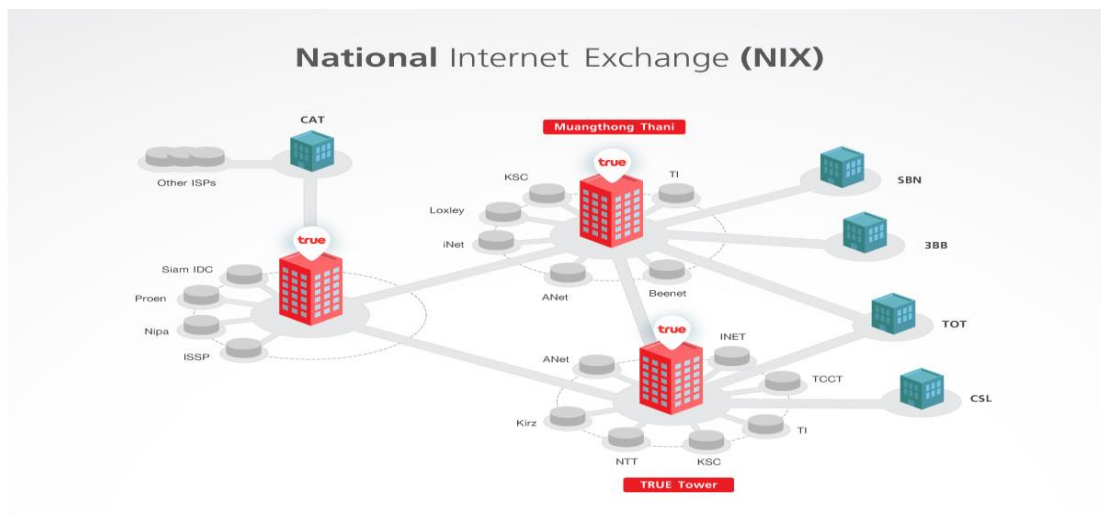 National Internet Exchange (NIX)
CAT
Other ISPs
true
Siam IDC
Proen
Nipa
ISSP
Muangthong Thani
true
KSC
TI
Loxley
iNet
ANet
Beenet
SBN
3BB
TOT
CSL
true
ANet
INET
TCCT
Kirz
TI
NTT
KSC
TRUE Tower